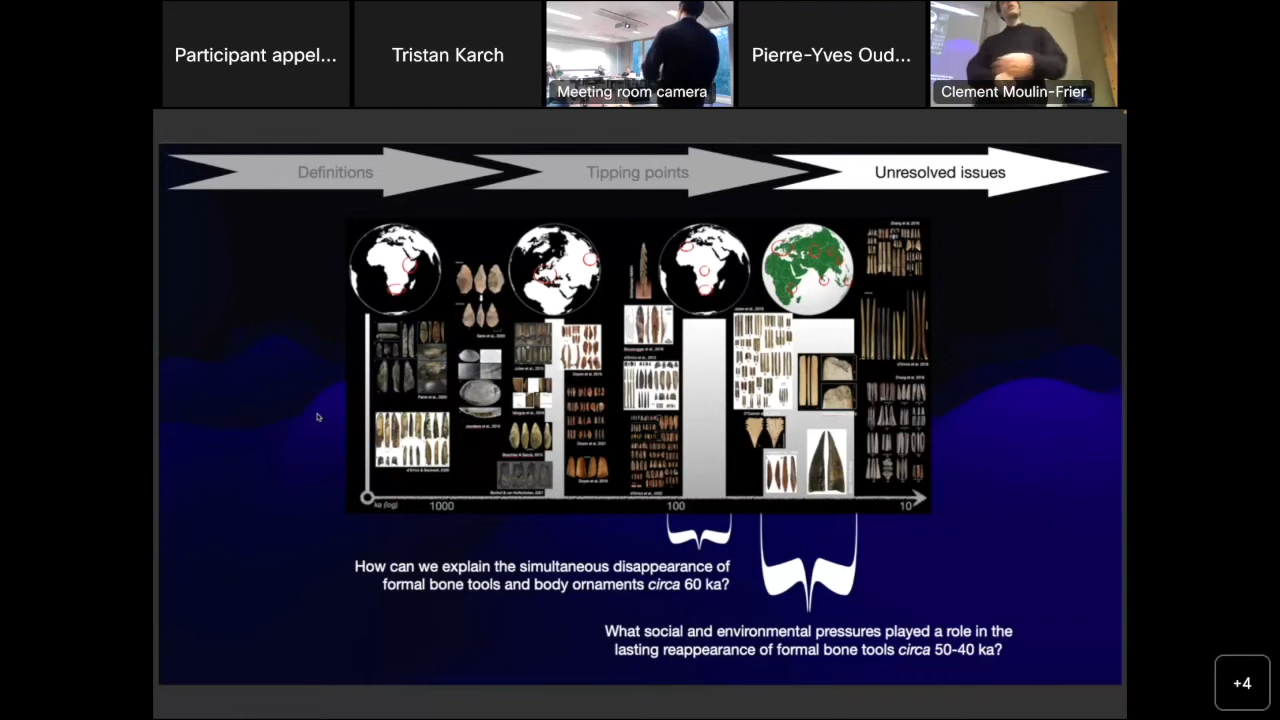 Participant appel...
Tristan Karch
Meeting room camera
Pierre-Yves Oud...
Clement Moulin-Frier
Definitions
Tipping points
Unresolved issues
ka (log)
1000
100
10
How can we explain the simultaneous disappearance of
formal bone tools and body ornaments circa 60 ka?
What social and environmental pressures played a role in the
lasting reappearance of formal bone tools circa 50-40 ka?
+4